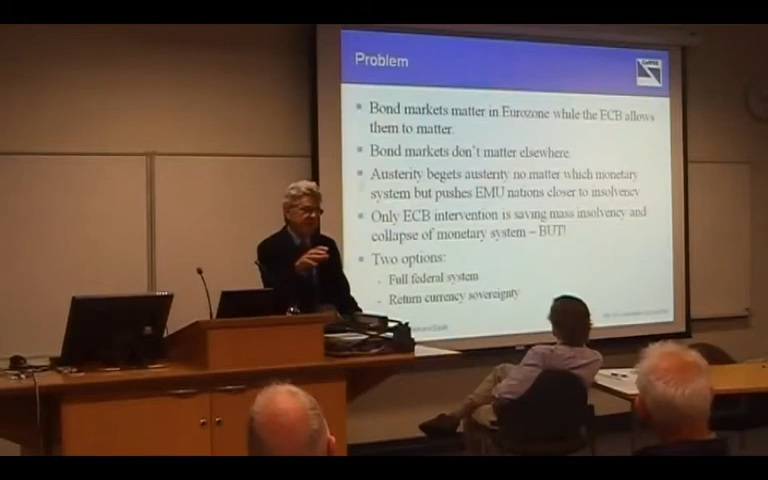 Problem
Bond markets matter in Eurozone while the ECB allows
them to matter.
Bond markets don't matter elsewhere.
Austerity begets austerity no matter which monetary
system but pushes EMU nations closer to insolvency
Only ECB intervention is saving mass insolvency and
collapse of monetary system – BUT!
Two options:
Full federal system
Return currency sovereignty